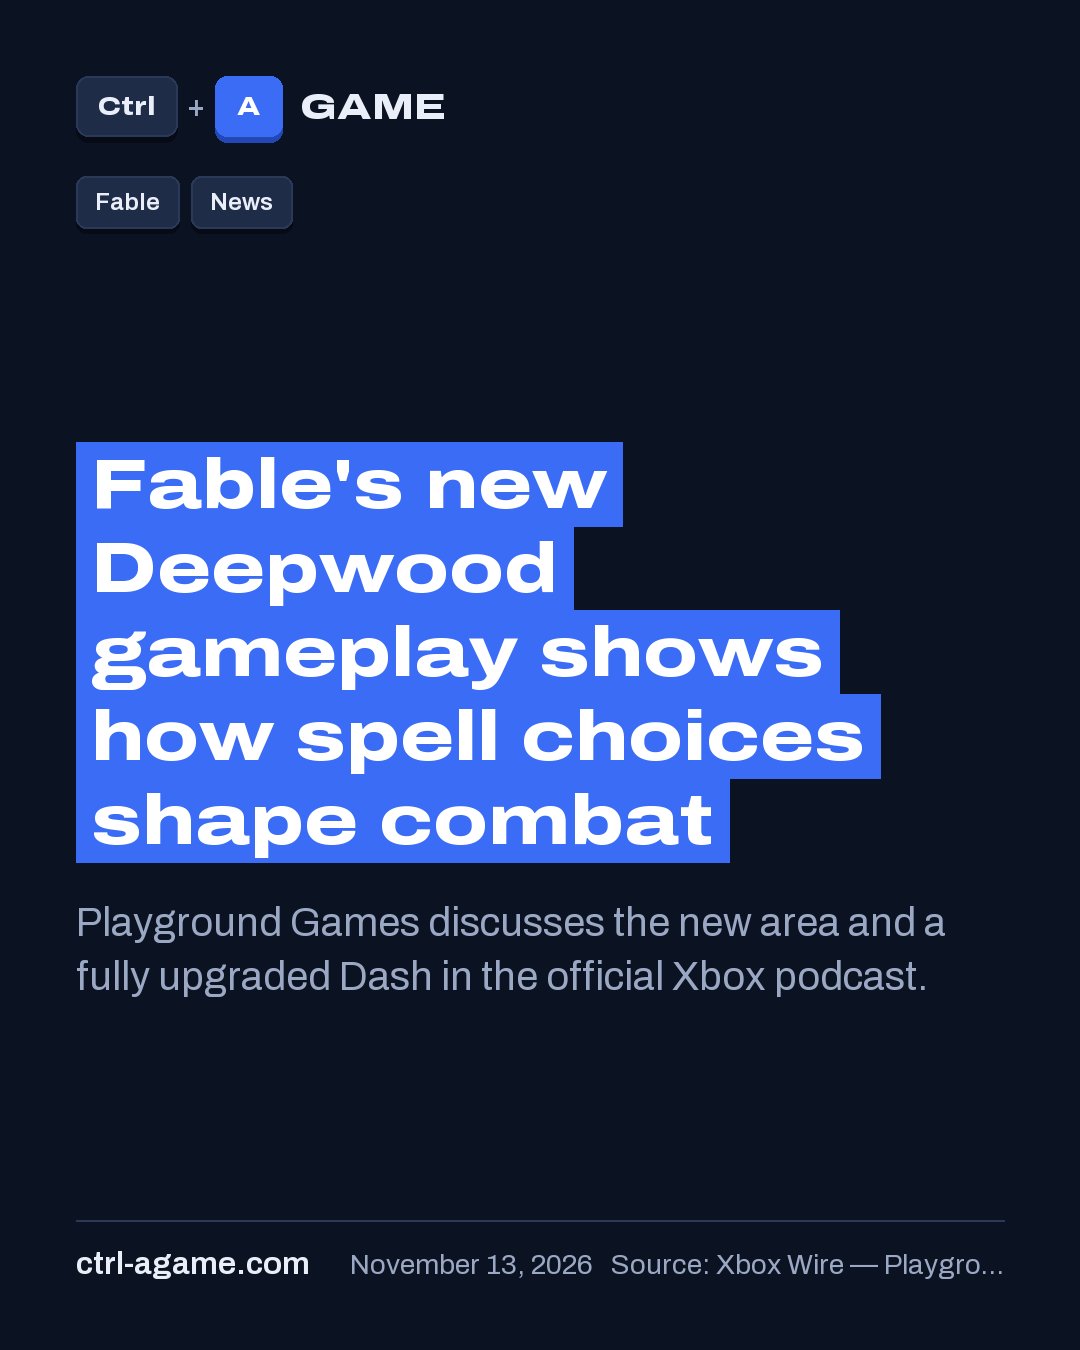 Ctrl + A GAME
Fable News
Fable's new
Deepwood
gameplay shows
how spell choices
shape combat
Playground Games discusses the new area and a
fully upgraded Dash in the official Xbox podcast.
ctrl-agame.com November 13, 2026 Source: Xbox Wire — Playgro...